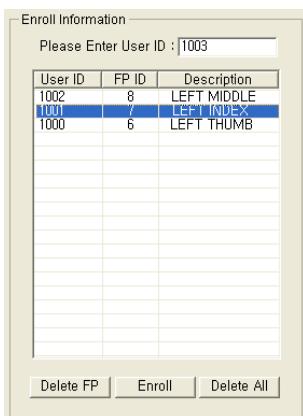 Enroll Information
Please Enter User ID : 1003
User ID FP ID Description
1002 8 LEFT MIDDLE
1001 7 LEFT INDEX
1000 6 LEFT THUMB
Delete FP Enroll Delete All